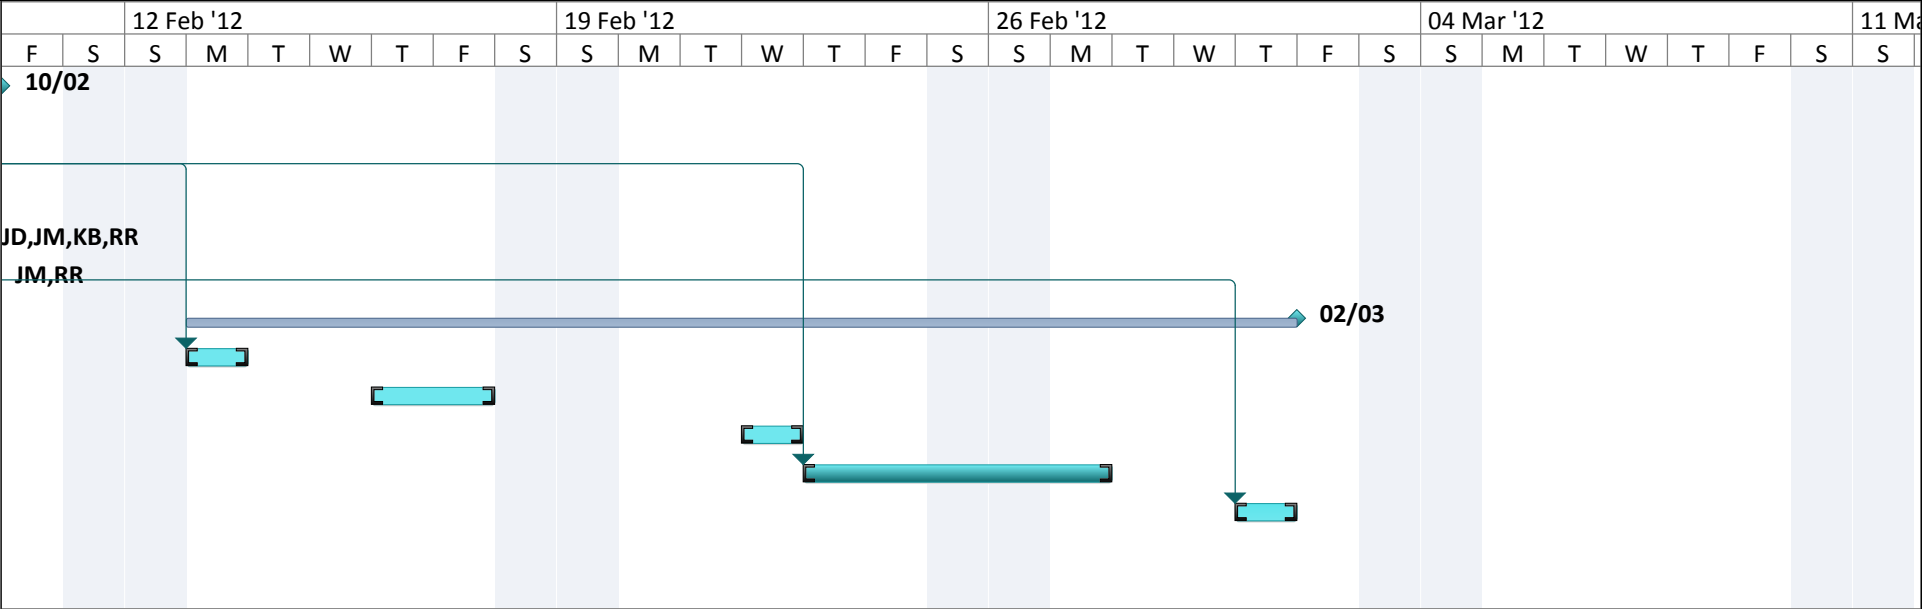 12 Feb '12 19 Feb '12 26 Feb '12 04 Mar '12 11 Ma
F S S M T W T F S S M T W T F S S M T W T F S S M T W T F S S
10/02
JD,JM,KB,RR
JM,RR
02/03